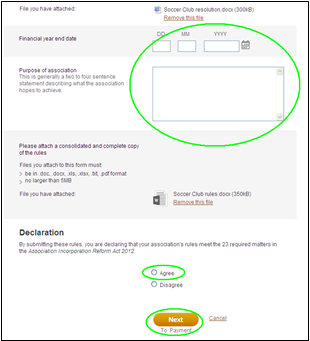 File you have attached: Soccer Club resolution.docx (300kB)
Remove this file
DD MM YYYY
Financial year end date
Purpose of association
This is generally a two to four sentence
statement describing what the association
hopes to achieve.
Please attach a consolidated and complete copy
of the rules
Files you attach to this form must:
> be in .doc, .docx, .xls, .xlsx, .txt, .pdf format
> no larger than 5MB
File you have attached: Soccer Club rules.docx (350kB)
Remove this file
Declaration
By submitting these rules, you are declaring that your association's rules meet the 23 required matters in
the Association Incorporation Reform Act 2012.
Agree
Disagree
Next Cancel
To Payment